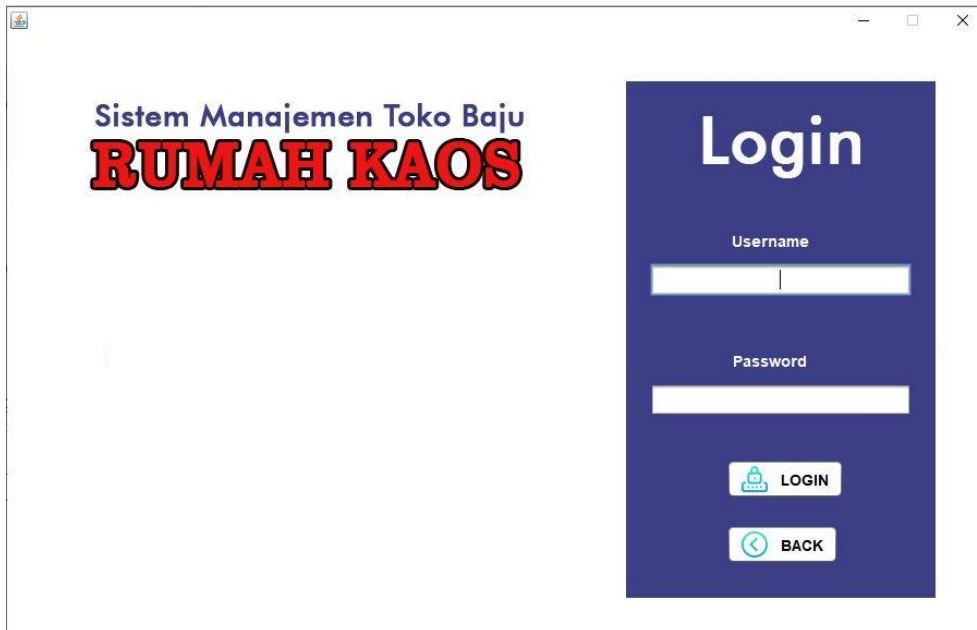 Sistem Manajemen Toko Baju
RUMAH KAOS
Login
Username
Password
LOGIN
BACK